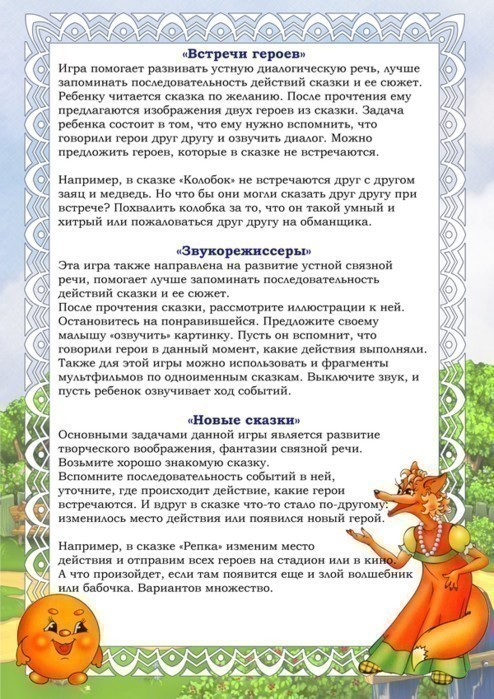 «Встречи героев»
Игра помогает развивать устную диалогическую речь, лучше
запоминать последовательность действий сказки и ее сюжет.
Ребенку читается сказка по желанию. После прочтения ему
предлагаются изображения двух героев из сказки. Задача
ребенка состоит в том, что ему нужно вспомнить, что
говорили герои друг другу и озвучить диалог. Можно
предложить героев, которые в сказке не встречаются.
Например, в сказке «Колобок» не встречаются друг с другом
заяц и медведь. Но что бы они могли сказать друг другу при
встрече? Похвалить колобка за то, что он такой умный и
хитрый или пожаловаться друг другу на обманщика.
«Звукорежиссеры»
Эта игра также направлена на развитие устной связной
речи, помогает лучше запоминать последовательность
действий сказки и ее сюжет.
После прочтения сказки, рассмотрите иллюстрации к ней.
Остановитесь на понравившейся. Предложите своему
малышу «озвучить» картинку. Пусть он вспомнит, что
говорили герои в данный момент, какие действия выполняли.
Также для этой игры можно использовать и фрагменты
мультфильмов по одноименным сказкам. Выключите звук, и
пусть ребенок озвучивает ход событий.
«Новые сказки»
Основными задачами данной игры является развитие
творческого воображения, фантазии связной речи.
Возьмите хорошо знакомую сказку.
Вспомните последовательность событий в ней,
уточните, где происходит действие, какие герои
встречаются. И вдруг в сказке что-то стало по-другому:
изменилось место действия или появился новый герой.
Например, в сказке «Репка» изменим место
действия и отправим всех героев на стадион или в кино.
А что произойдет, если там появится еще и злой волшебник
или бабочка. Вариантов множество.